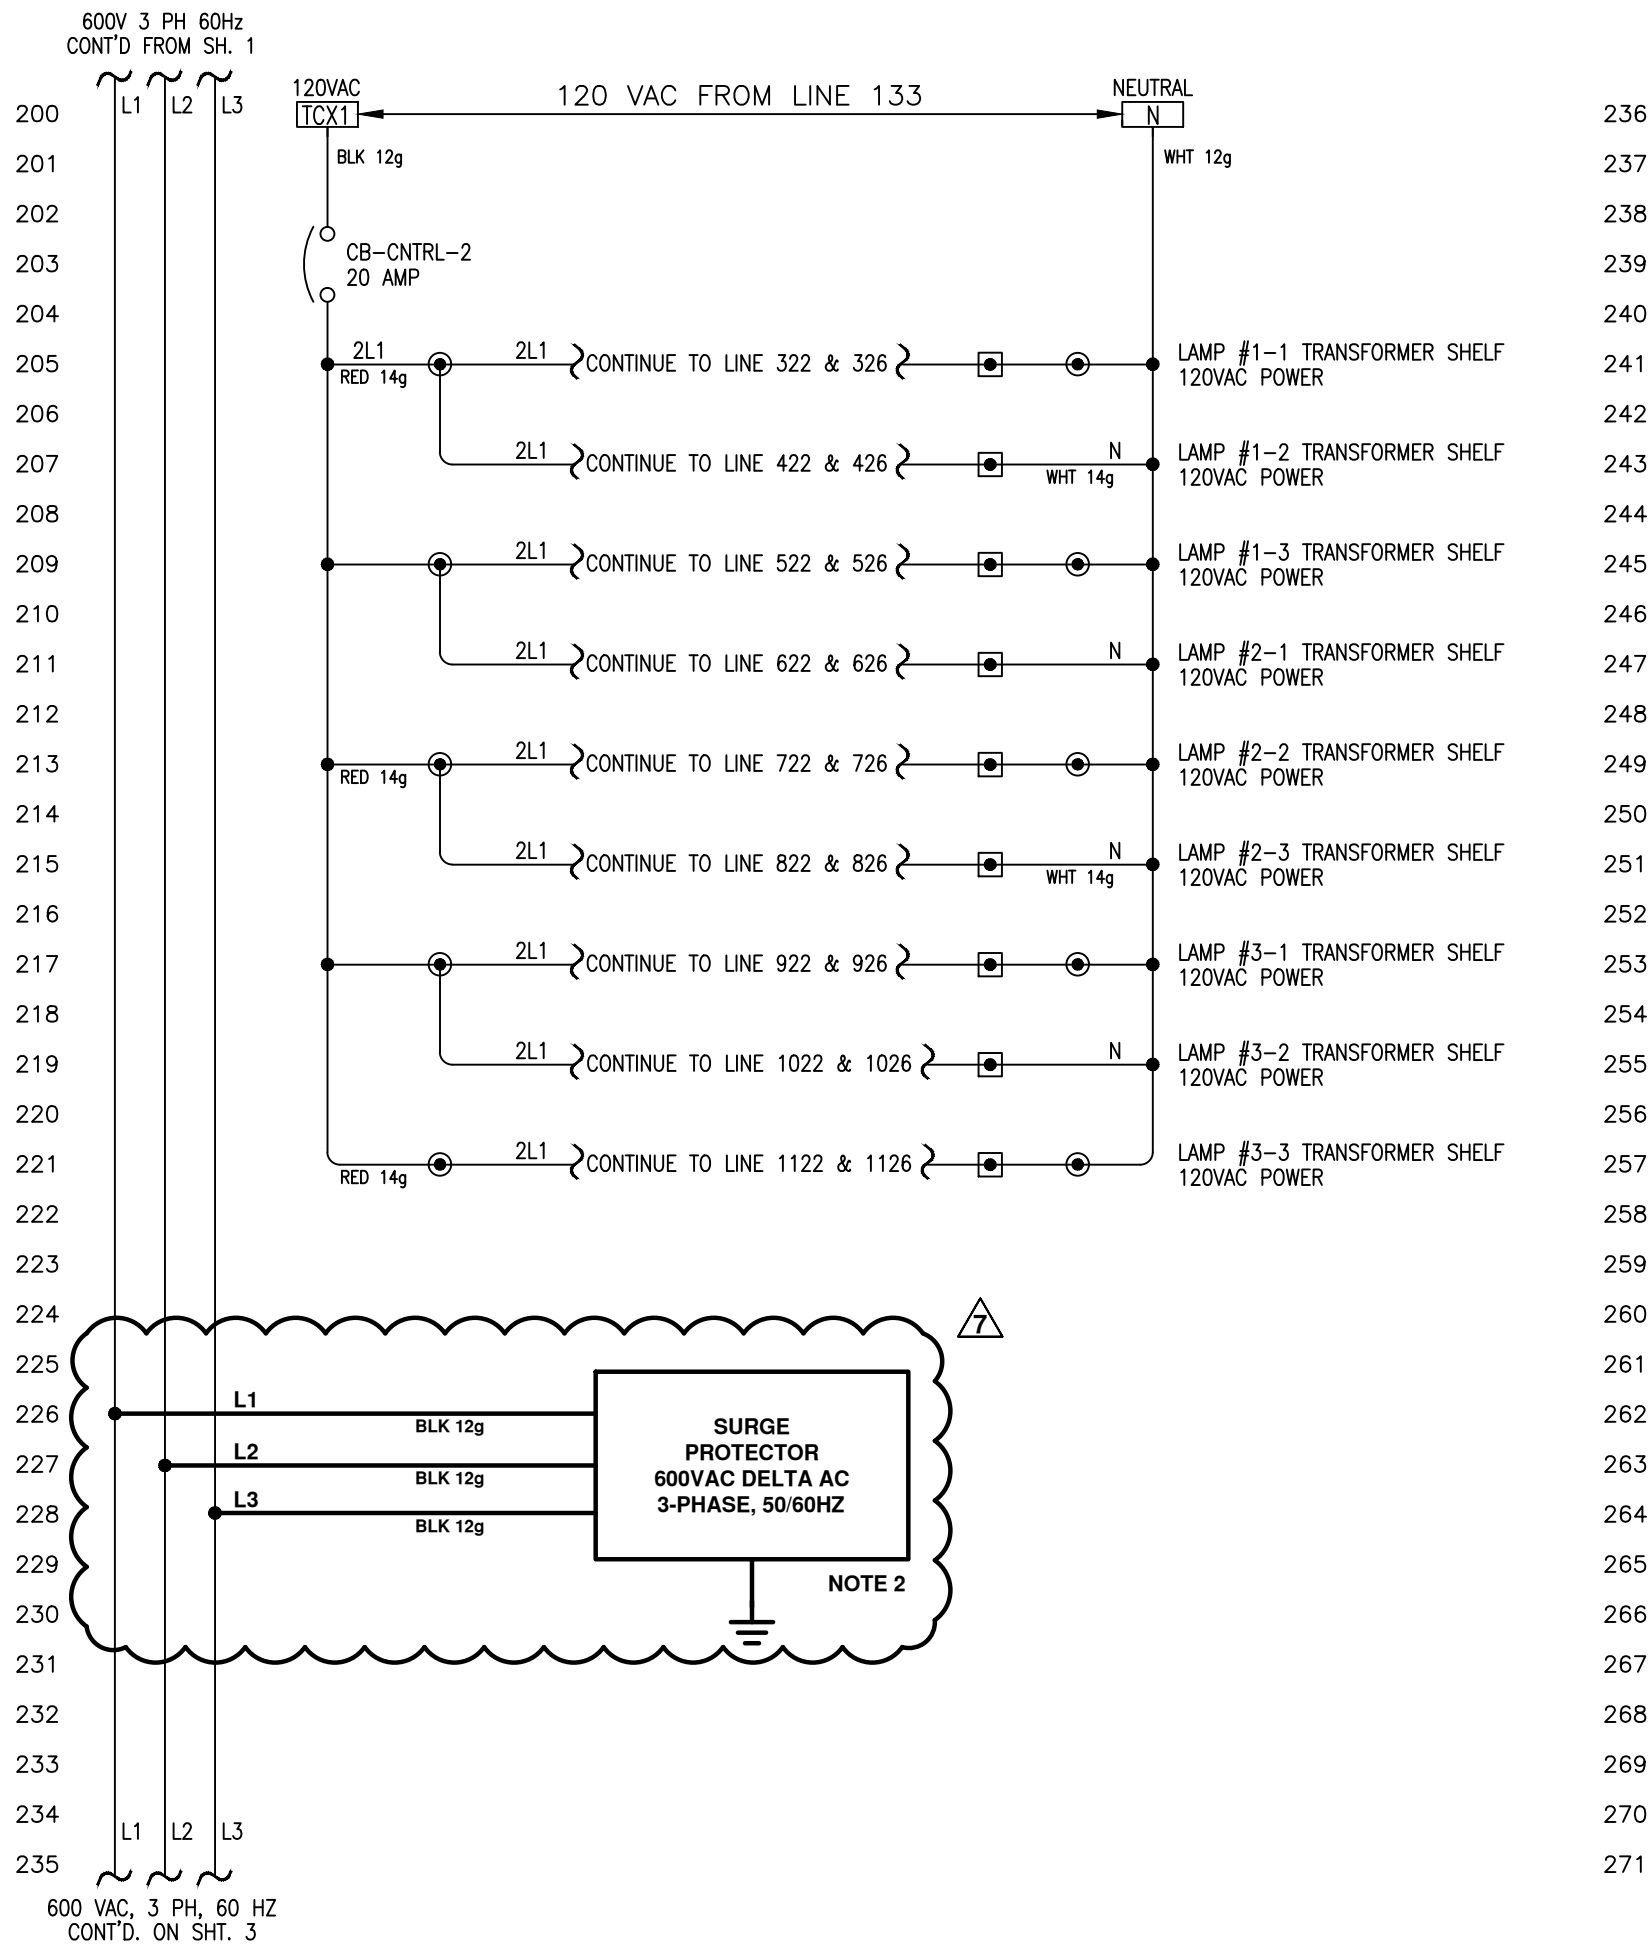 600V 3 PH 60Hz
CONT'D FROM SH. 1
L1 L2 L3
120VAC
TCX1
120 VAC FROM LINE 133
NEUTRAL
N
200 236
BLK 12g
WHT 12g
201 237
202 238
CB-CNTRL-2
20 AMP
203 239
204 240
205 2L1 2L1 CONTINUE TO LINE 322 & 326 LAMP #1-1 TRANSFORMER SHELF 241
RED 14g 120VAC POWER
206 242
207 2L1 CONTINUE TO LINE 422 & 426 N LAMP #1-2 TRANSFORMER SHELF 243
WHT 14g 120VAC POWER
208 244
209 2L1 CONTINUE TO LINE 522 & 526 LAMP #1-3 TRANSFORMER SHELF 245
120VAC POWER
210 246
211 2L1 CONTINUE TO LINE 622 & 626 N LAMP #2-1 TRANSFORMER SHELF 247
120VAC POWER
212 248
213 2L1 CONTINUE TO LINE 722 & 726 LAMP #2-2 TRANSFORMER SHELF 249
RED 14g 120VAC POWER
214 250
215 2L1 CONTINUE TO LINE 822 & 826 N LAMP #2-3 TRANSFORMER SHELF 251
WHT 14g 120VAC POWER
216 252
217 2L1 CONTINUE TO LINE 922 & 926 LAMP #3-1 TRANSFORMER SHELF 253
120VAC POWER
218 254
219 2L1 CONTINUE TO LINE 1022 & 1026 N LAMP #3-2 TRANSFORMER SHELF 255
120VAC POWER
220 256
221 2L1 CONTINUE TO LINE 1122 & 1126 LAMP #3-3 TRANSFORMER SHELF 257
RED 14g 120VAC POWER
222 258
223 259
224 7 260
225 261
226 L1 262
BLK 12g
SURGE
PROTECTOR
600VAC DELTA AC
3-PHASE, 50/60HZ
227 L2 263
BLK 12g
228 L3 264
BLK 12g
229 265
NOTE 2
230 266
231 267
232 268
233 269
234 270
L1 L2 L3
235 271
600 VAC, 3 PH, 60 HZ
CONT'D. ON SHT. 3